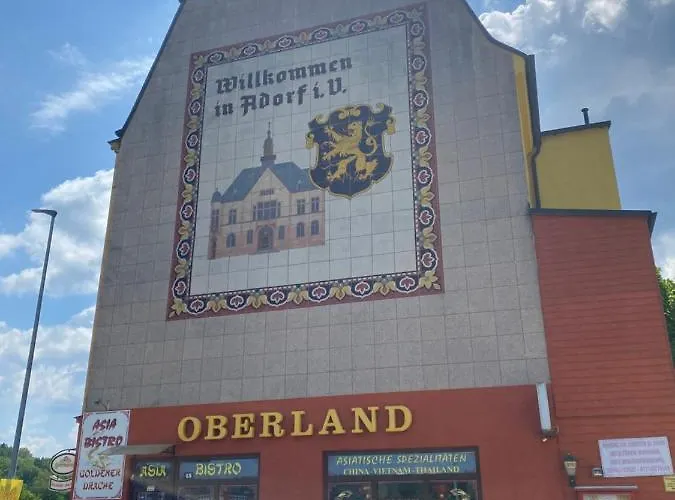 Willkommen
in Adorf i. V.
OBERLAND
ASIA
BISTRO
GOLDENER
DRACHE
ASIA
BISTRO
ASIATISCHE SPEZIALITÄTEN
CHINA-VIETNAM-THAILAND